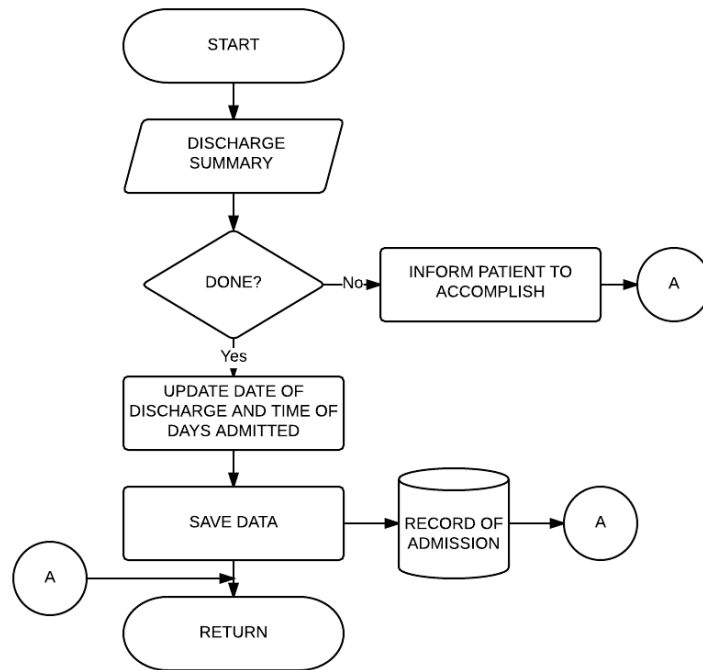 START
DISCHARGE
SUMMARY
DONE?
No
INFORM PATIENT TO
ACCOMPLISH
A
Yes
UPDATE DATE OF
DISCHARGE AND TIME OF
DAYS ADMITTED
SAVE DATA
RECORD OF
ADMISSION
A
A
RETURN